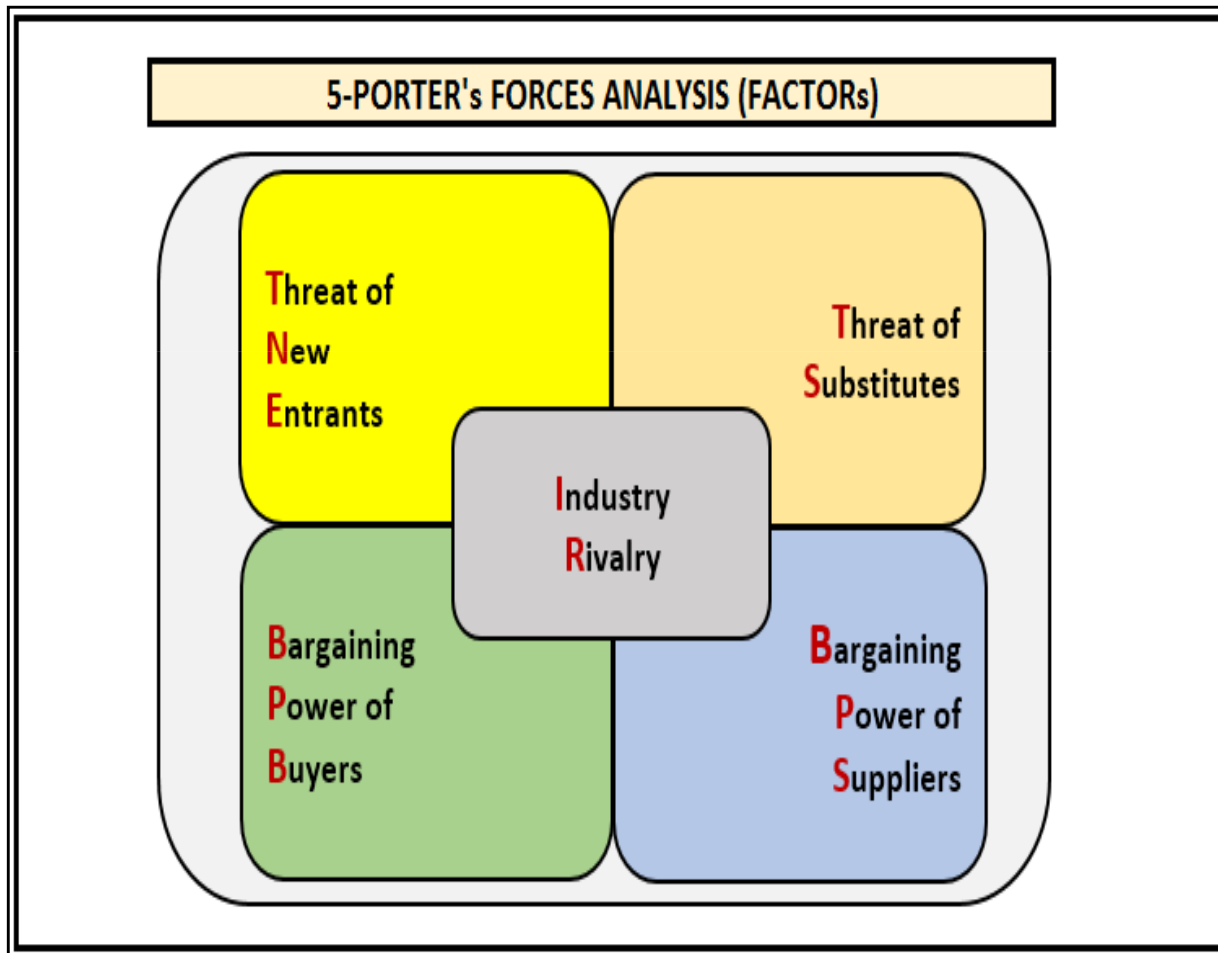 5-PORTER's FORCES ANALYSIS (FACTORs)
Threat of
New
Entrants
Threat of
Substitutes
Industry
Rivalry
Bargaining
Power of
Buyers
Bargaining
Power of
Suppliers